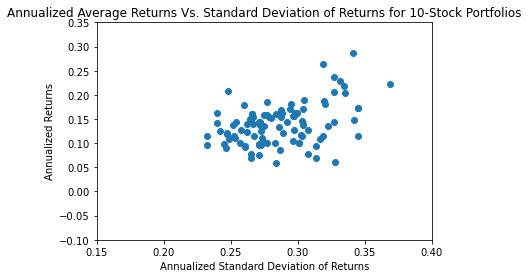 Annualized Average Returns Vs. Standard Deviation of Returns for 10-Stock Portfolios
0.35
0.30
0.25
0.20
0.15
0.10
0.05
0.00
−0.05
−0.10
Annualized Returns
0.15 0.20 0.25 0.30 0.35 0.40
Annualized Standard Deviation of Returns